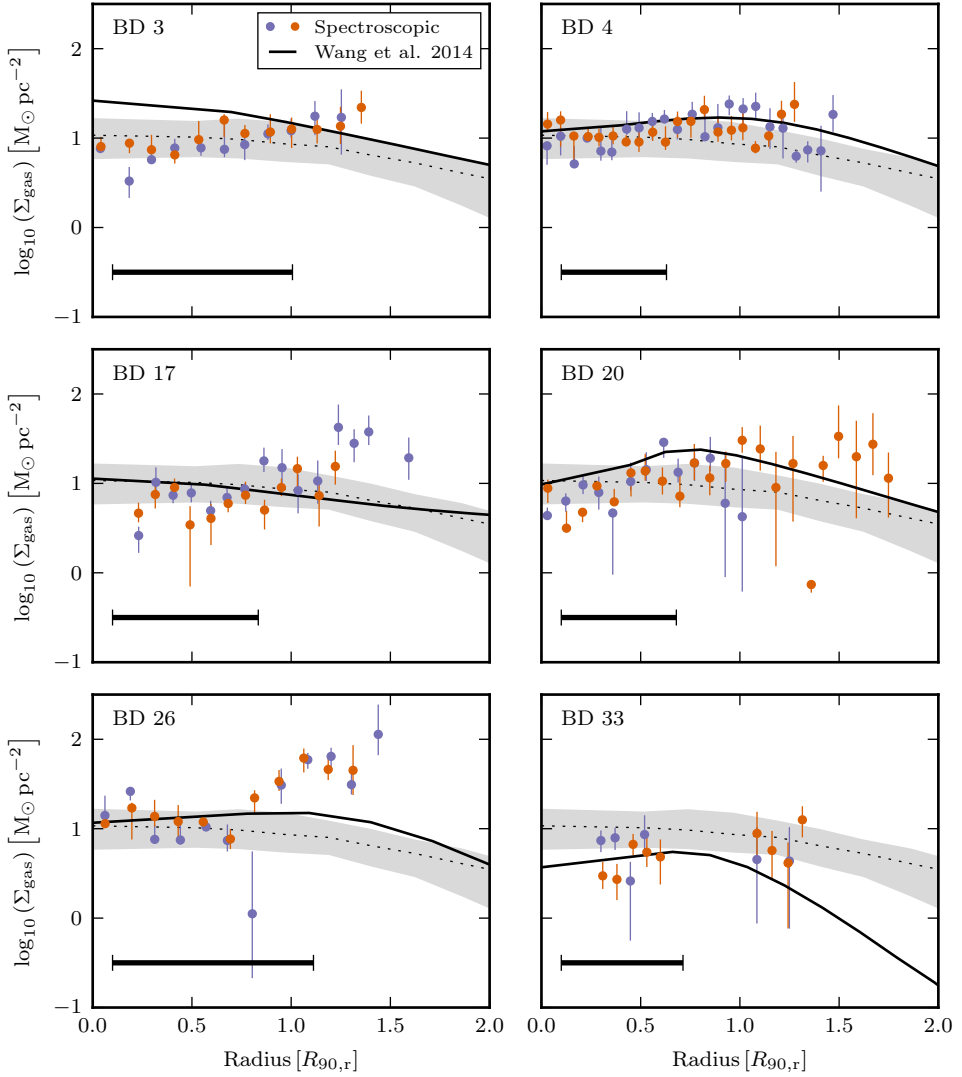 BD 3
Spectroscopic
Wang et al. 2014
BD 4
2
1
0
−1
log10 (Σgas) [M⊙ pc−2]
BD 17
BD 20
2
1
0
−1
log10 (Σgas) [M⊙ pc−2]
BD 26
BD 33
2
1
0
−1
log10 (Σgas) [M⊙ pc−2]
0.0 0.5 1.0 1.5 2.0
0.0 0.5 1.0 1.5 2.0
Radius [R90,r]
Radius [R90,r]